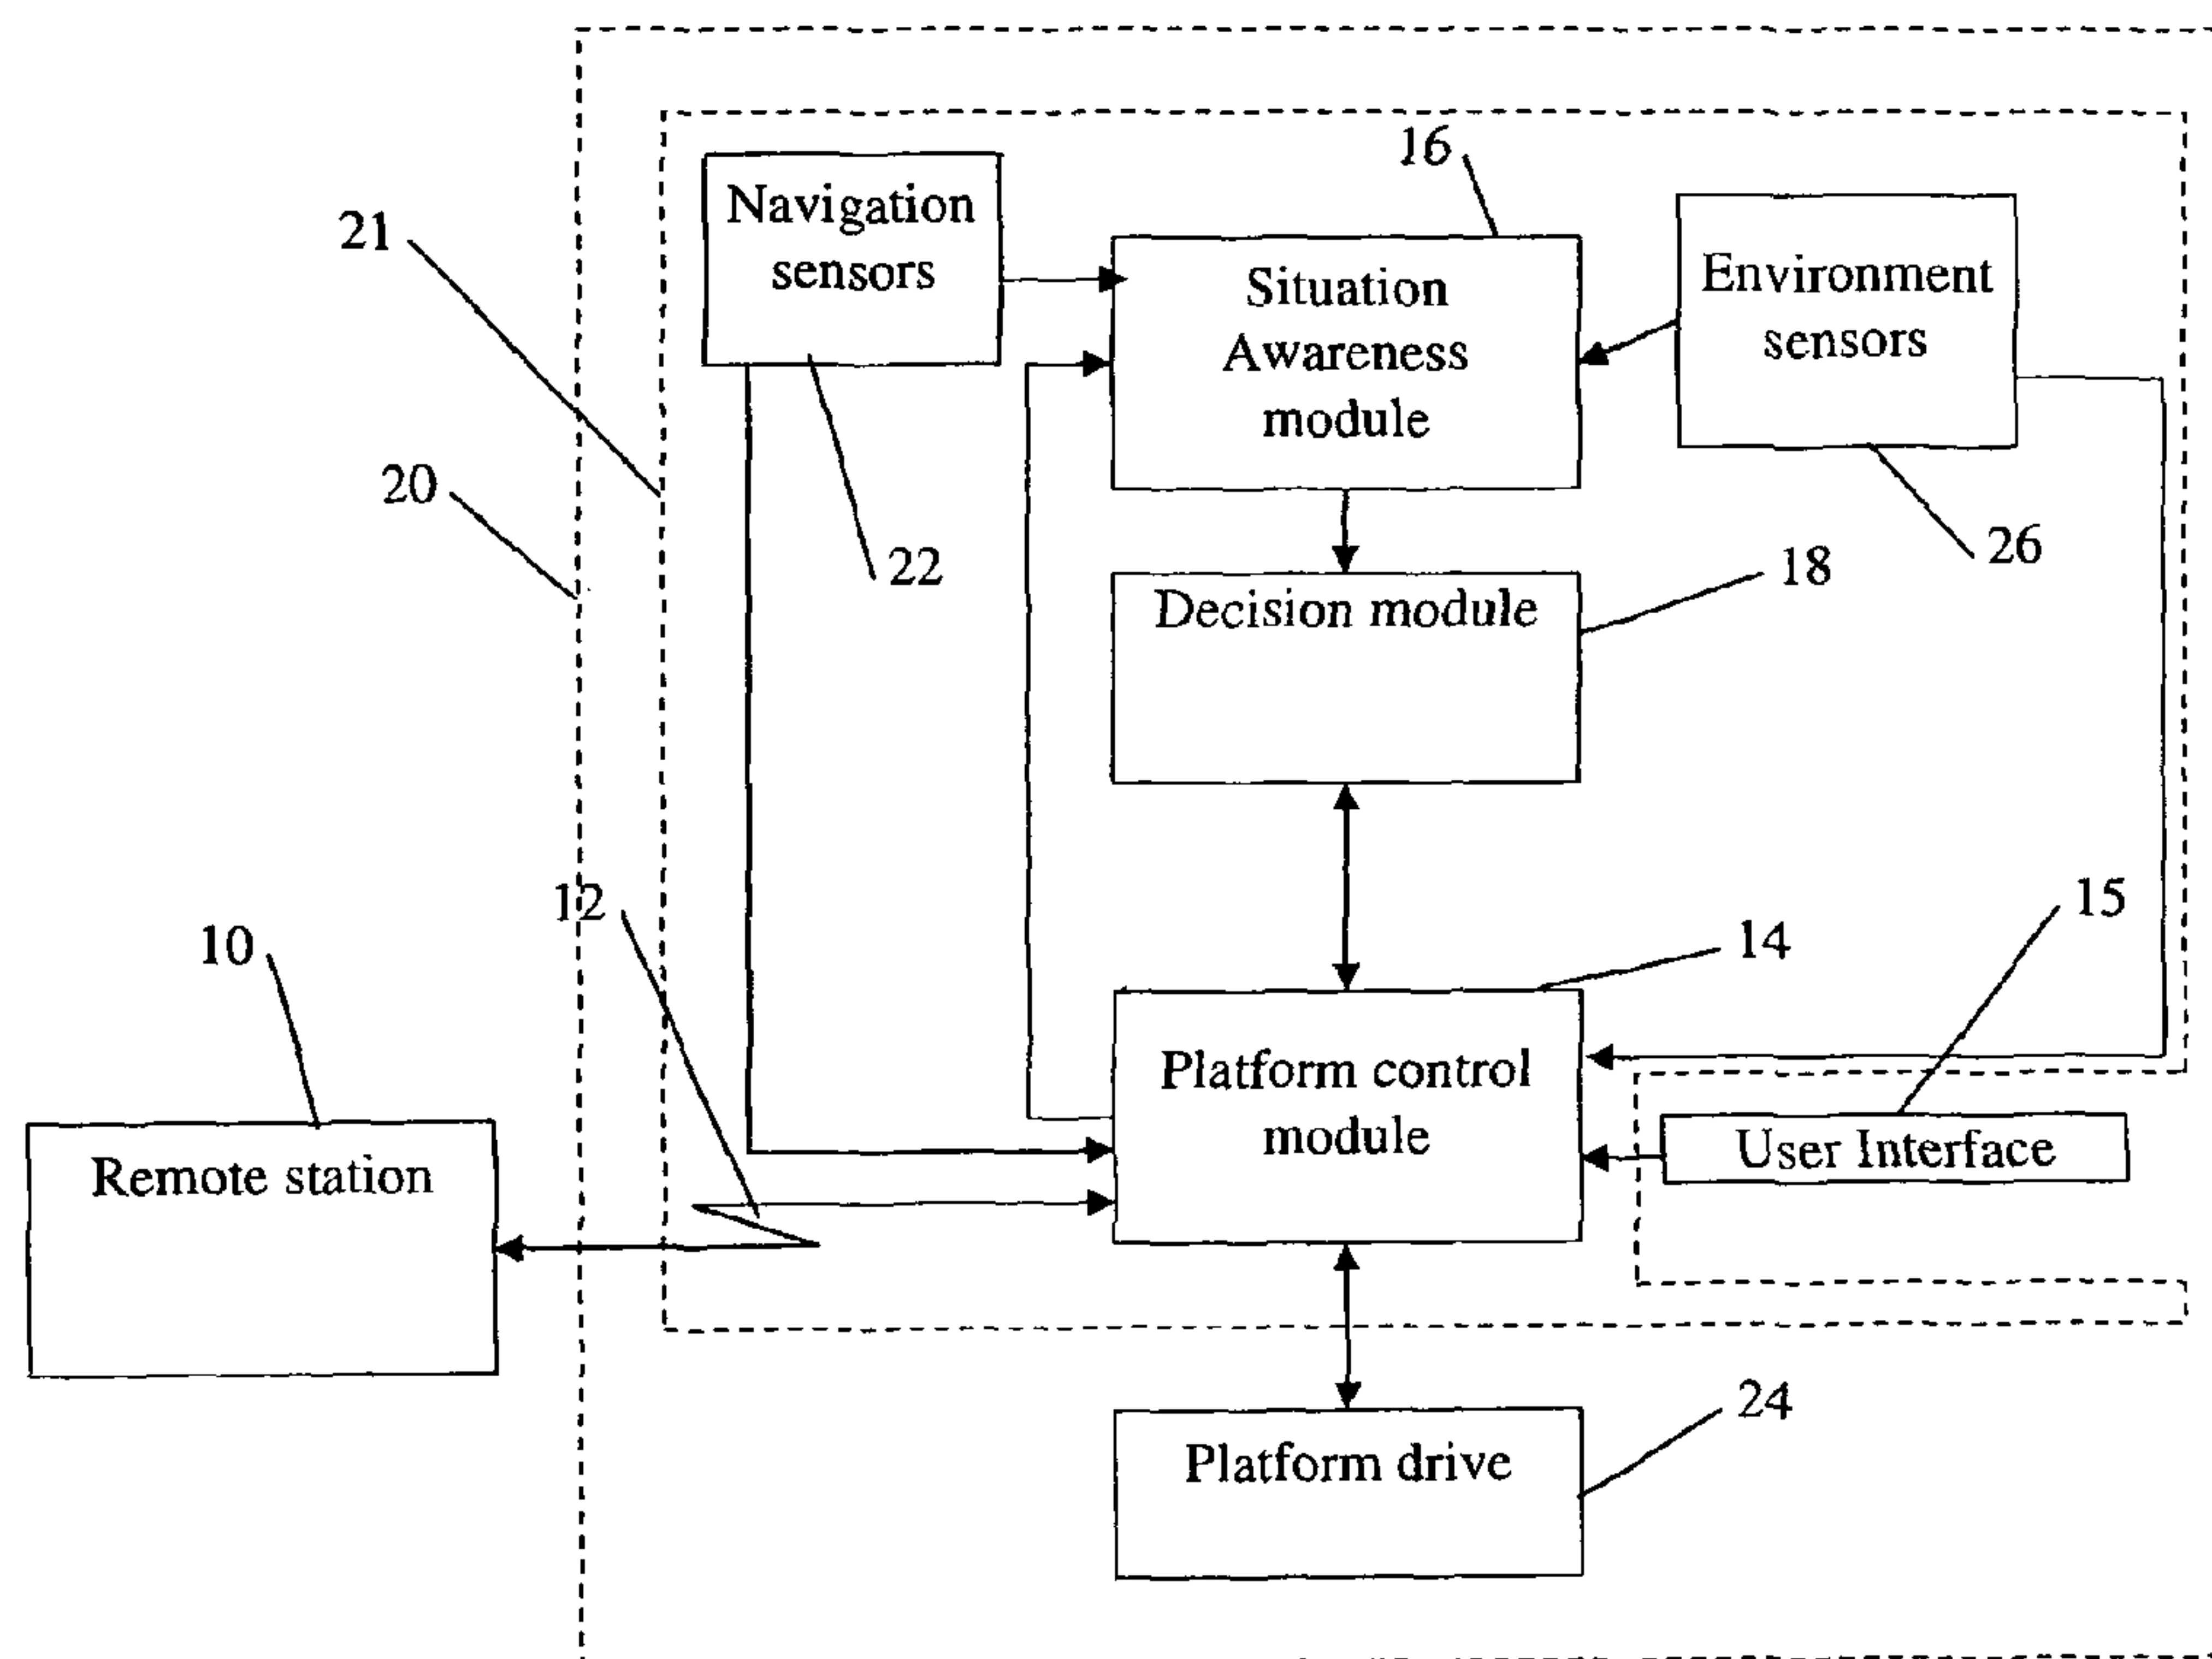 16
Navigation
sensors
21
Situation
Awareness
module
Environment
sensors
20
22
26
18
Decision module
12
15
10
14
Platform control
module
User Interface
Remote station
24
Platform drive